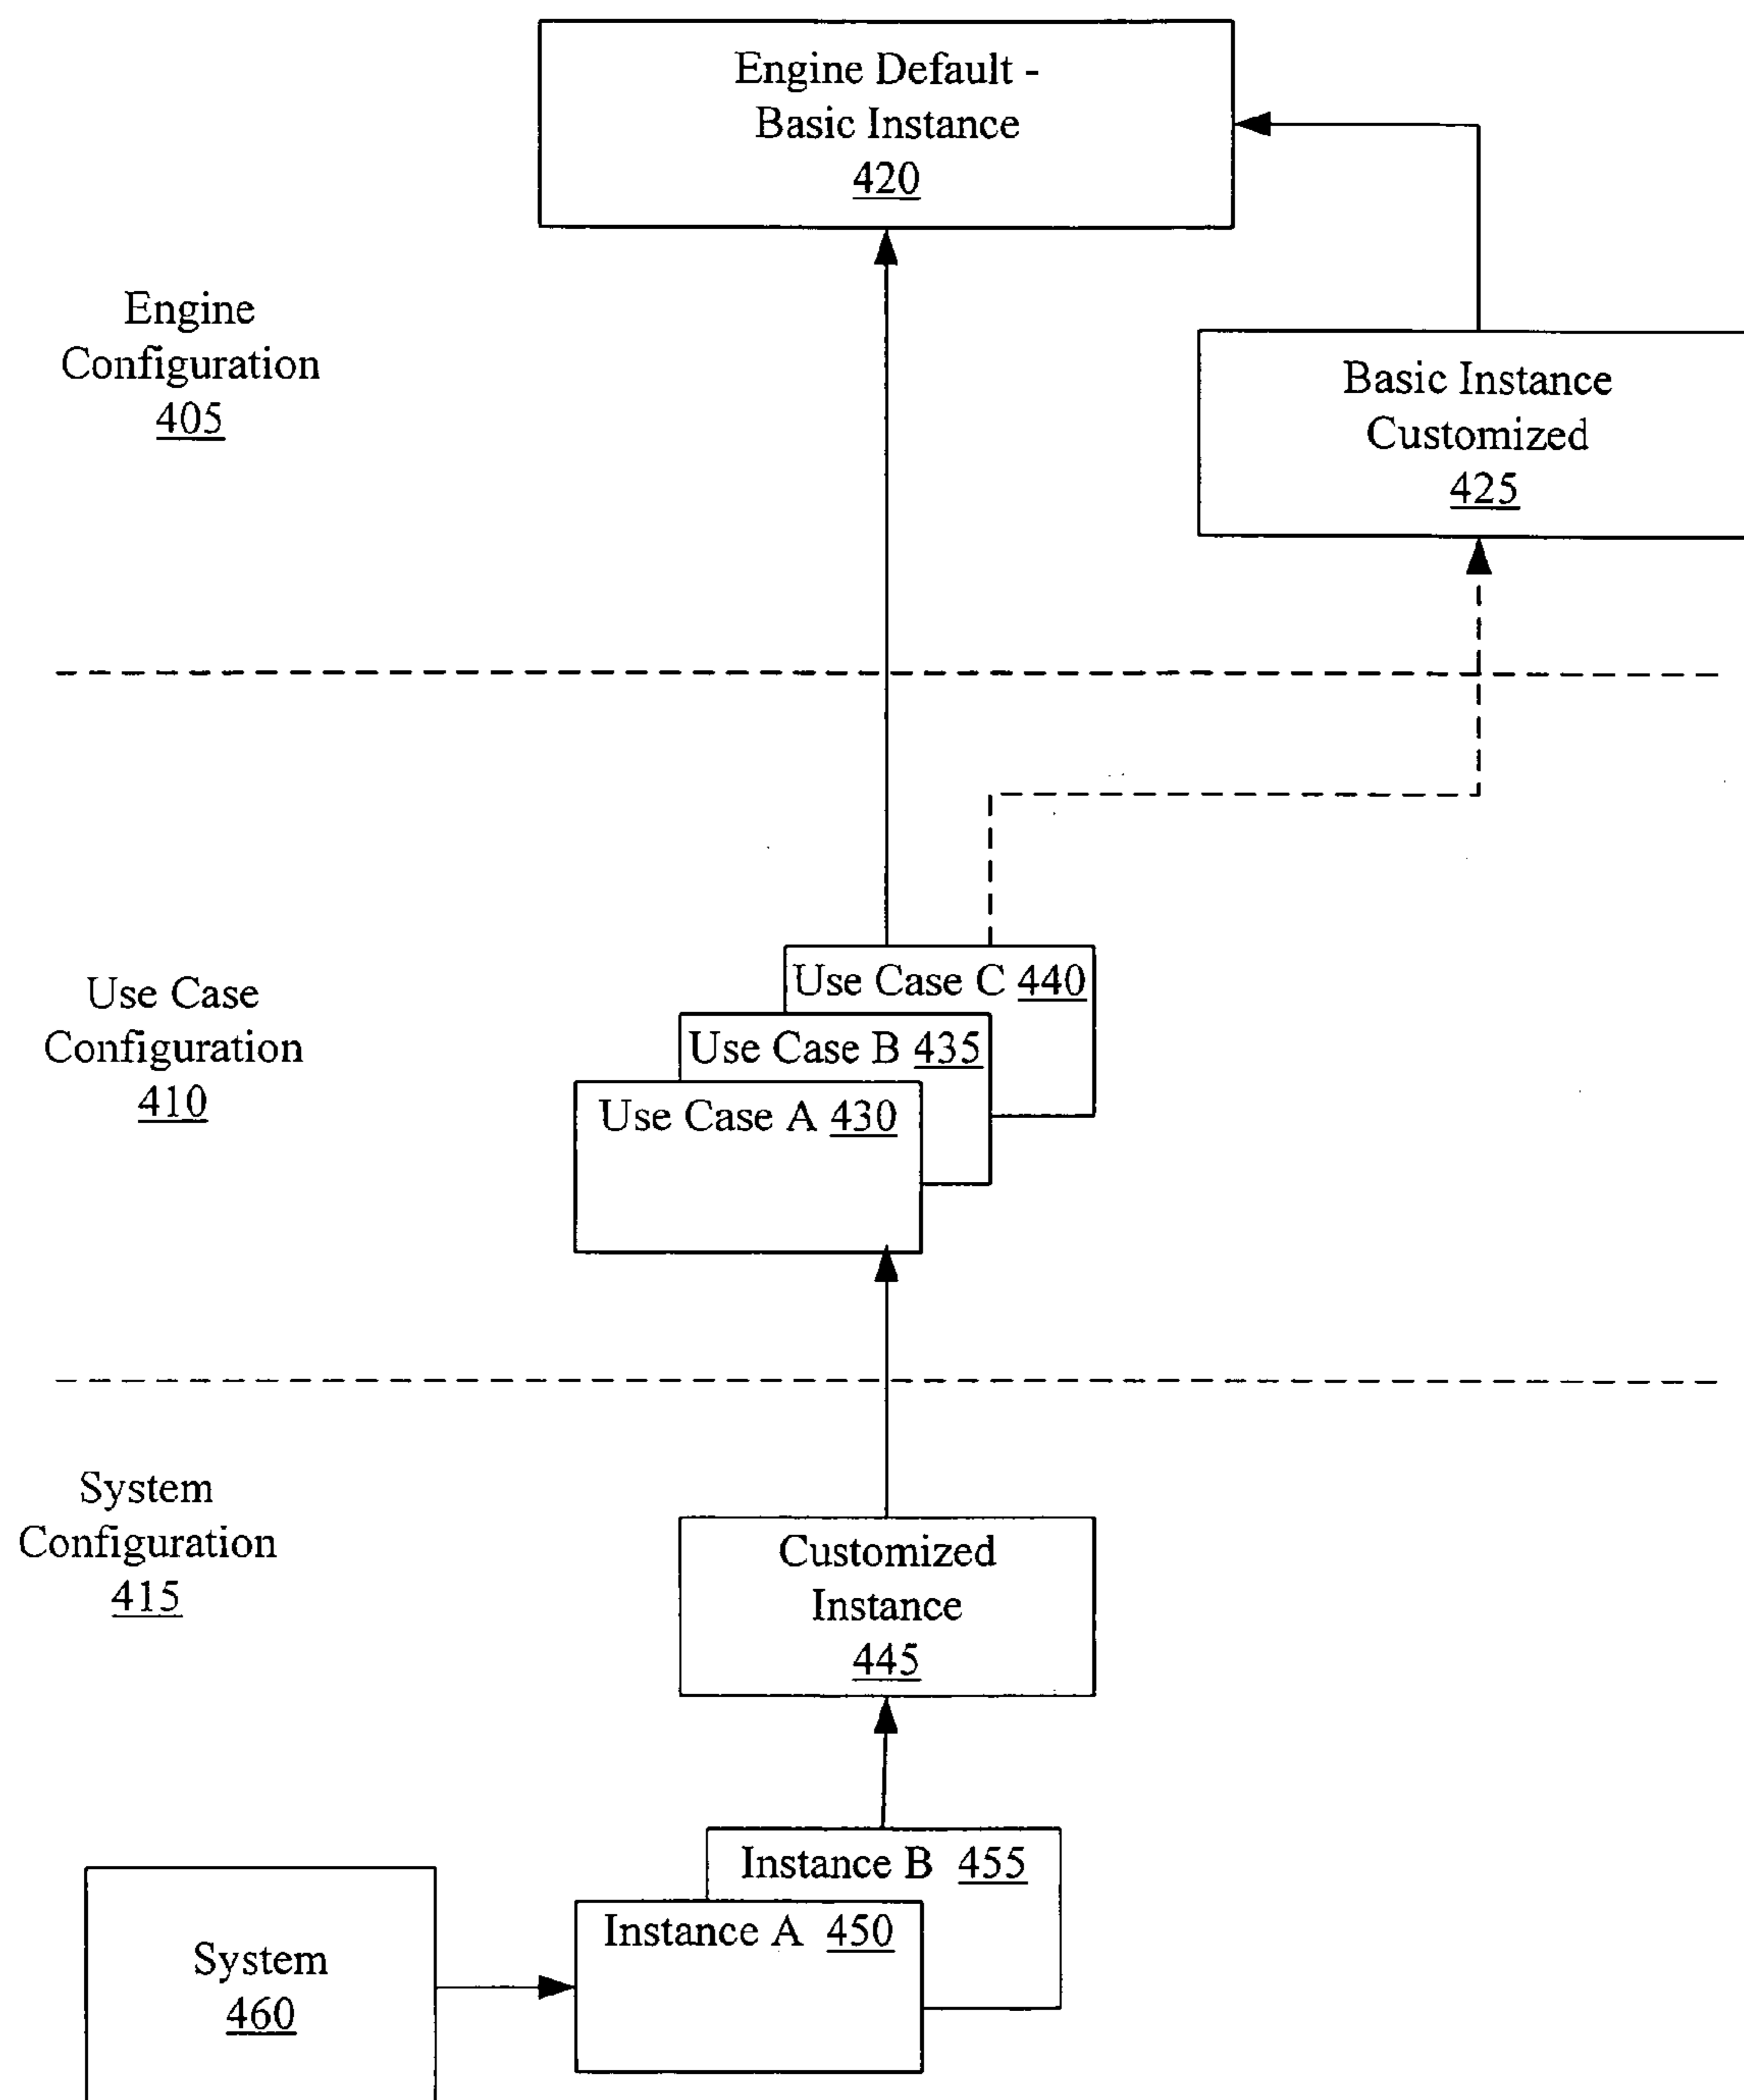 Engine Default -
Basic Instance
420
Engine
Configuration
405
Basic Instance
Customized
425
Use Case
Configuration
410
Use Case C 440
Use Case B 435
Use Case A 430
System
Configuration
415
Customized
Instance
445
Instance B 455
Instance A 450
System
460